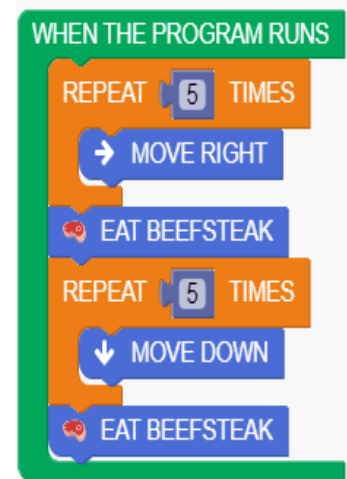 WHEN THE PROGRAM RUNS
REPEAT 5 TIMES
MOVE RIGHT
EAT BEEFSTEAK
REPEAT 5 TIMES
MOVE DOWN
EAT BEEFSTEAK